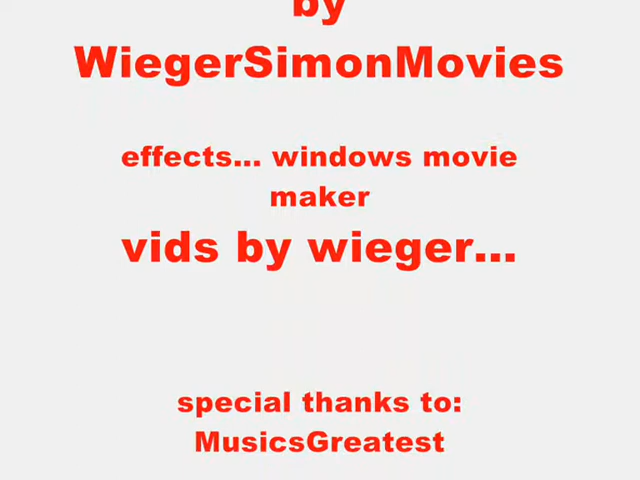 by
WiegerSimonMovies
effects... windows movie
maker
vids by wieger...
special thanks to:
MusicsGreatest